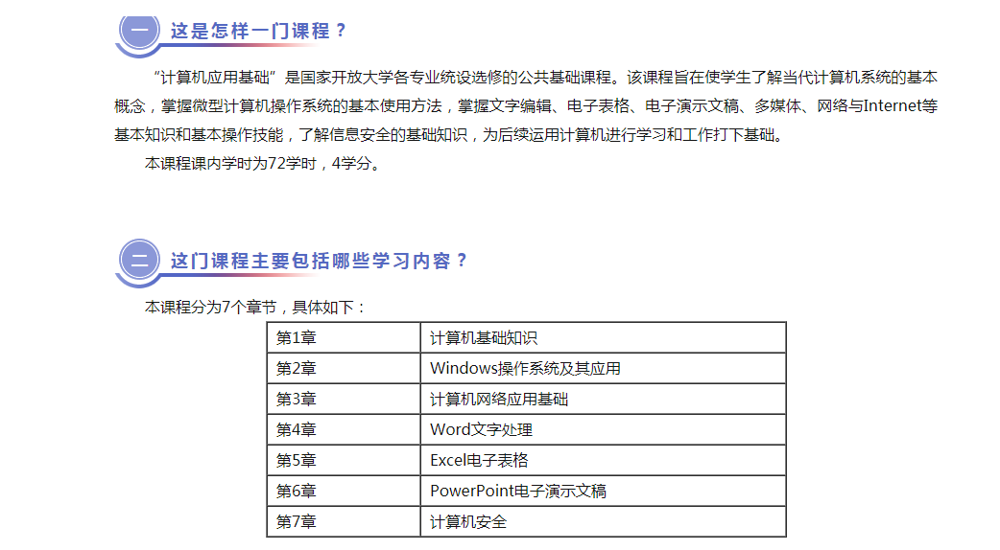 一 这是怎样一门课程？
“计算机应用基础”是国家开放大学各专业统设选修的公共基础课程。该课程旨在使学生了解当代计算机系统的基本
概念，掌握微型计算机操作系统的基本使用方法，掌握文字编辑、电子表格、电子演示文稿、多媒体、网络与Internet等
基本知识和基本操作技能，了解信息安全的基础知识，为后续运用计算机进行学习和工作打下基础。
本课程课内学时为72学时，4学分。
二 这门课程主要包括哪些学习内容？
本课程分为7个章节，具体如下：
第1章 计算机基础知识
第2章 Windows操作系统及其应用
第3章 计算机网络应用基础
第4章 Word文字处理
第5章 Excel电子表格
第6章 PowerPoint电子演示文稿
第7章 计算机安全